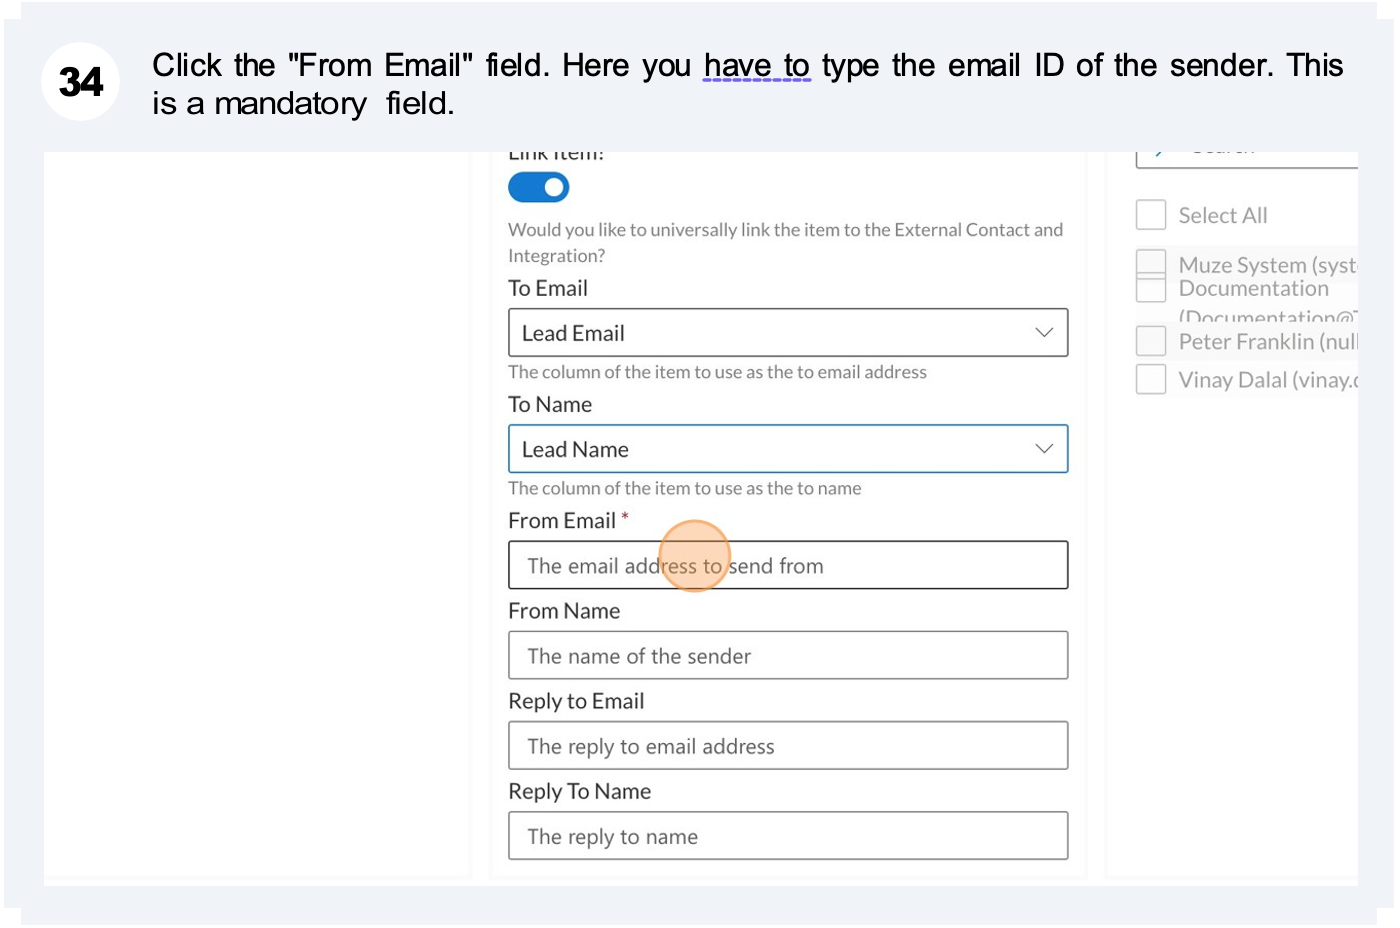 34
Click the "From Email" field. Here you have to type the email ID of the sender. This
is a mandatory field.
Link Item?
Would you like to universally link the item to the External Contact and
Integration?
To Email
Lead Email
The column of the item to use as the to email address
To Name
Lead Name
The column of the item to use as the to name
From Email *
The email address to send from
From Name
The name of the sender
Reply to Email
The reply to email address
Reply To Name
The reply to name
Search
Select All
Muze System (syst
Documentation
(Documentation@
Peter Franklin (null
Vinay Dalal (vinay.